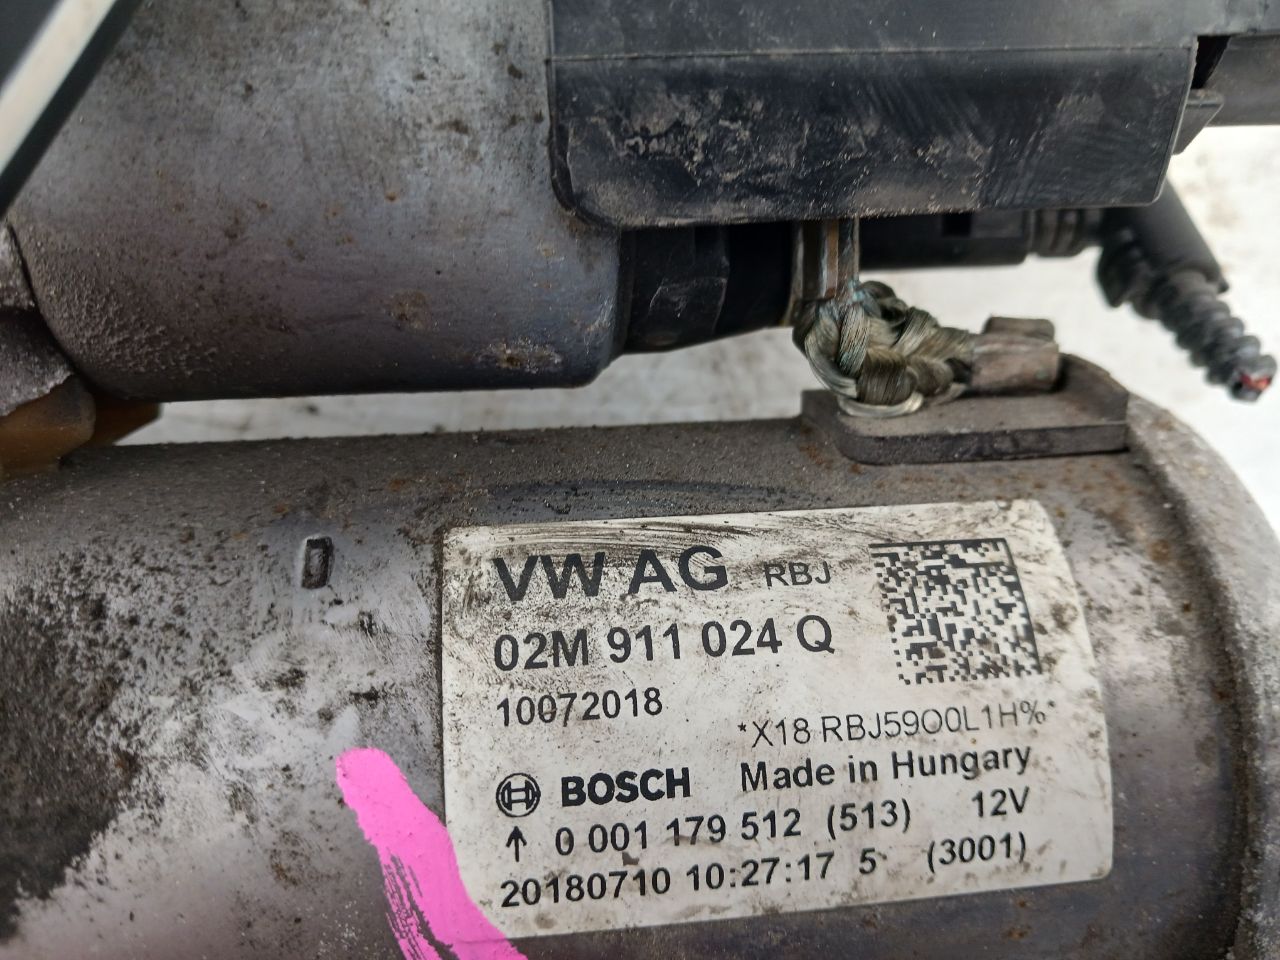 VW AG RBJ
02M 911 024 Q
10072018
*X18 RBJ59O0L1H%*
BOSCH Made in Hungary
↑ 0 001 179 512 (513) 12V
20180710 10:27:17 5 (3001)